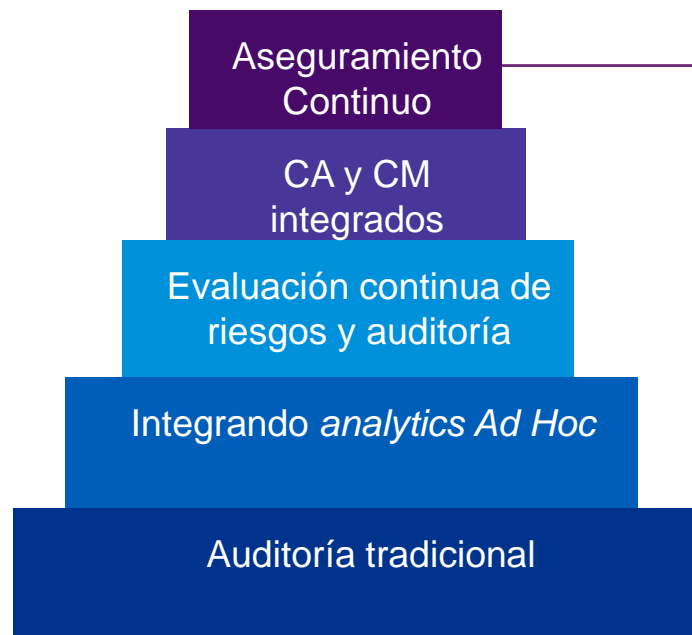 Aseguramiento
Continuo
CA y CM
integrados
Evaluación continua de
riesgos y auditoría
Integrando analytics Ad Hoc
Auditoría tradicional